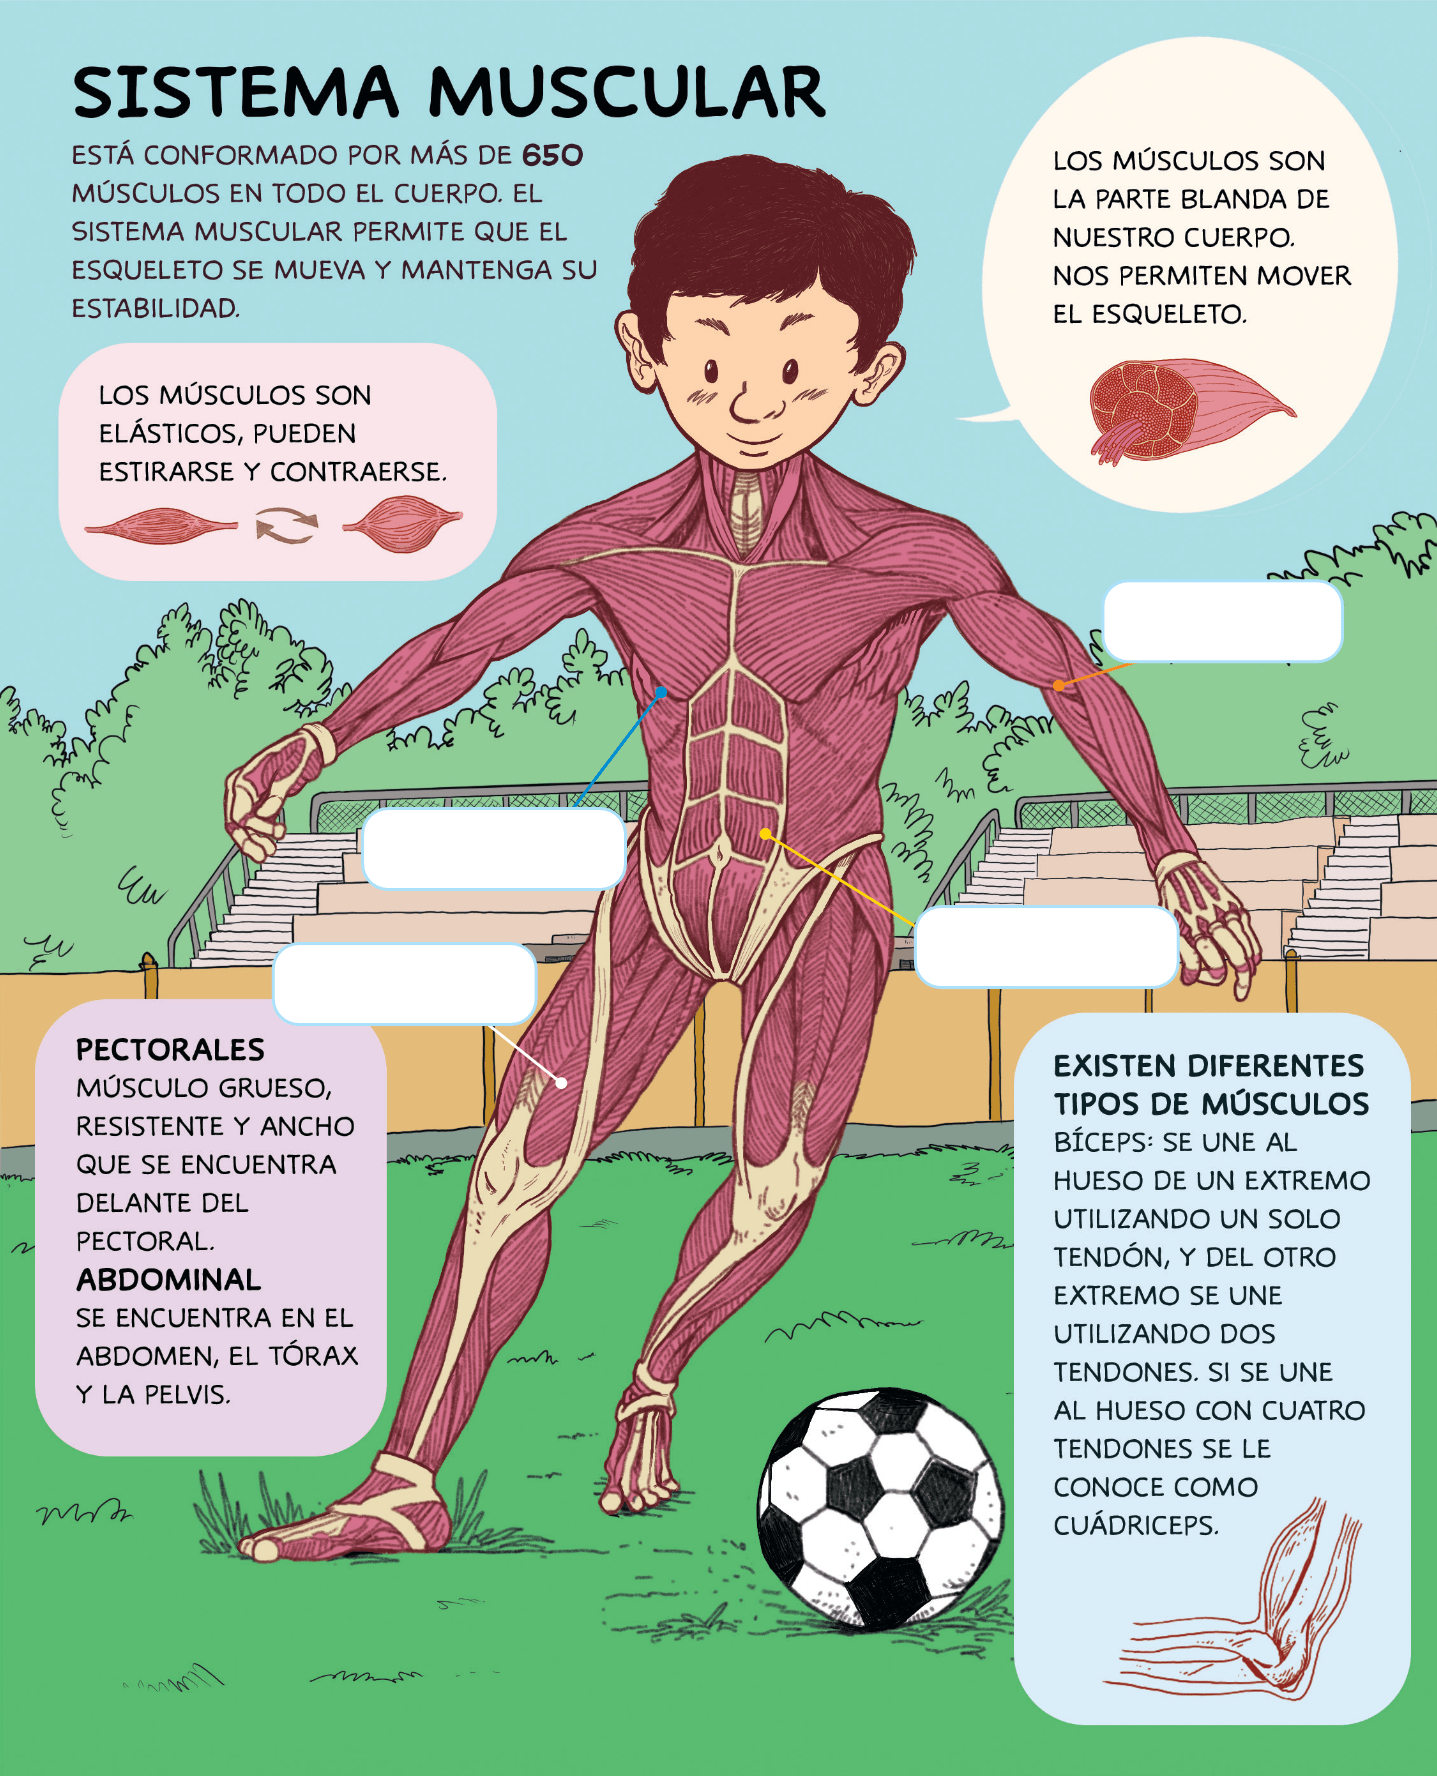 SISTEMA MUSCULAR
ESTÁ CONFORMADO POR MÁS DE 650
MÚSCULOS EN TODO EL CUERPO. EL
SISTEMA MUSCULAR PERMITE QUE EL
ESQUELETO SE MUEVA Y MANTENGA SU
ESTABILIDAD.
LOS MÚSCULOS SON
LA PARTE BLANDA DE
NUESTRO CUERPO.
NOS PERMITEN MOVER
EL ESQUELETO.
LOS MÚSCULOS SON
ELÁSTICOS, PUEDEN
ESTIRARSE Y CONTRAERSE.
PECTORALES
MÚSCULO GRUESO,
RESISTENTE Y ANCHO
QUE SE ENCUENTRA
DELANTE DEL
PECTORAL.
ABDOMINAL
SE ENCUENTRA EN EL
ABDOMEN, EL TÓRAX
Y LA PELVIS.
EXISTEN DIFERENTES
TIPOS DE MÚSCULOS
BÍCEPS: SE UNE AL
HUESO DE UN EXTREMO
UTILIZANDO UN SOLO
TENDÓN, Y DEL OTRO
EXTREMO SE UNE
UTILIZANDO DOS
TENDONES. SI SE UNE
AL HUESO CON CUATRO
TENDONES SE LE
CONOCE COMO
CUÁDRICEPS.